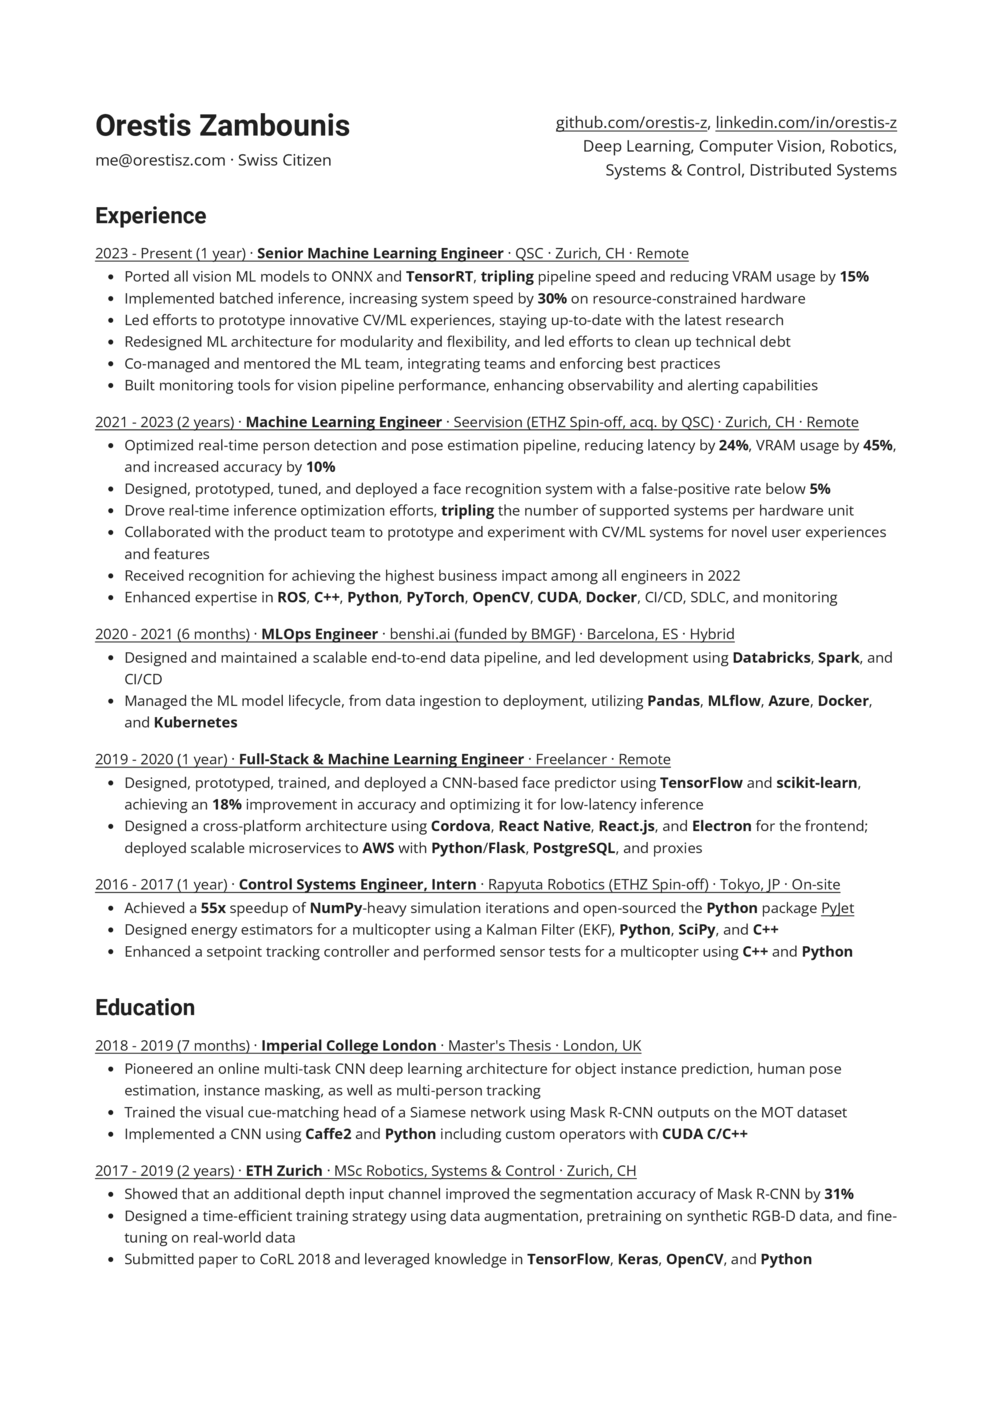 Orestis Zambounis
me@orestisz.com · Swiss Citizen
github.com/orestis-z, linkedin.com/in/orestis-z
Deep Learning, Computer Vision, Robotics,
Systems & Control, Distributed Systems
Experience
2023 - Present (1 year) · Senior Machine Learning Engineer · QSC · Zurich, CH · Remote
• Ported all vision ML models to ONNX and TensorRT, tripling pipeline speed and reducing VRAM usage by 15%
• Implemented batched inference, increasing system speed by 30% on resource-constrained hardware
• Led efforts to prototype innovative CV/ML experiences, staying up-to-date with the latest research
• Redesigned ML architecture for modularity and flexibility, and led efforts to clean up technical debt
• Co-managed and mentored the ML team, integrating teams and enforcing best practices
• Built monitoring tools for vision pipeline performance, enhancing observability and alerting capabilities
2021 - 2023 (2 years) · Machine Learning Engineer · Seervision (ETHZ Spin-off, acq. by QSC) · Zurich, CH · Remote
• Optimized real-time person detection and pose estimation pipeline, reducing latency by 24%, VRAM usage by 45%,
and increased accuracy by 10%
• Designed, prototyped, tuned, and deployed a face recognition system with a false-positive rate below 5%
• Drove real-time inference optimization efforts, tripling the number of supported systems per hardware unit
• Collaborated with the product team to prototype and experiment with CV/ML systems for novel user experiences
and features
• Received recognition for achieving the highest business impact among all engineers in 2022
• Enhanced expertise in ROS, C++, Python, PyTorch, OpenCV, CUDA, Docker, CI/CD, SDLC, and monitoring
2020 - 2021 (6 months) · MLOps Engineer · benshi.ai (funded by BMGF) · Barcelona, ES · Hybrid
• Designed and maintained a scalable end-to-end data pipeline, and led development using Databricks, Spark, and
CI/CD
• Managed the ML model lifecycle, from data ingestion to deployment, utilizing Pandas, MLflow, Azure, Docker,
and Kubernetes
2019 - 2020 (1 year) · Full-Stack & Machine Learning Engineer · Freelancer · Remote
• Designed, prototyped, trained, and deployed a CNN-based face predictor using TensorFlow and scikit-learn,
achieving an 18% improvement in accuracy and optimizing it for low-latency inference
• Designed a cross-platform architecture using Cordova, React Native, React.js, and Electron for the frontend;
deployed scalable microservices to AWS with Python/Flask, PostgreSQL, and proxies
2016 - 2017 (1 year) · Control Systems Engineer, Intern · Rapyuta Robotics (ETHZ Spin-off) · Tokyo, JP · On-site
• Achieved a 55x speedup of NumPy-heavy simulation iterations and open-sourced the Python package PyJet
• Designed energy estimators for a multicopter using a Kalman Filter (EKF), Python, SciPy, and C++
• Enhanced a setpoint tracking controller and performed sensor tests for a multicopter using C++ and Python
Education
2018 - 2019 (7 months) · Imperial College London · Master's Thesis · London, UK
• Pioneered an online multi-task CNN deep learning architecture for object instance prediction, human pose
estimation, instance masking, as well as multi-person tracking
• Trained the visual cue-matching head of a Siamese network using Mask R-CNN outputs on the MOT dataset
• Implemented a CNN using Caffe2 and Python including custom operators with CUDA C/C++
2017 - 2019 (2 years) · ETH Zurich · MSc Robotics, Systems & Control · Zurich, CH
• Showed that an additional depth input channel improved the segmentation accuracy of Mask R-CNN by 31%
• Designed a time-efficient training strategy using data augmentation, pretraining on synthetic RGB-D data, and fine-
tuning on real-world data
• Submitted paper to CoRL 2018 and leveraged knowledge in TensorFlow, Keras, OpenCV, and Python